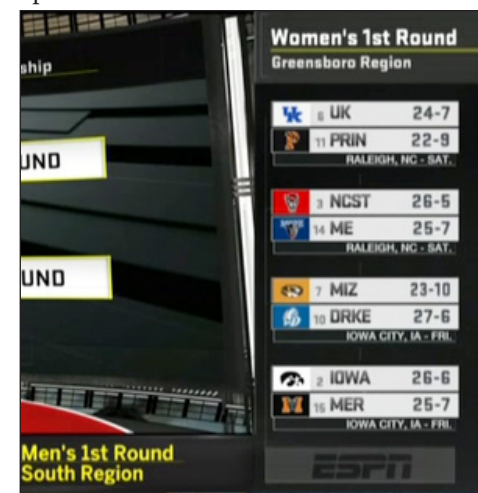 ship
UND
UND
Men's 1st Round
South Region
Women's 1st Round
Greensboro Region
6 UK 24-7
11 PRIN 22-9
RALEIGH, NC - SAT.
3 NCST 26-5
14 ME 25-7
RALEIGH, NC - SAT.
7 MIZ 23-10
10 DRKE 27-6
IOWA CITY, IA - FRI.
2 IOWA 26-6
15 MER 25-7
IOWA CITY, IA - FRI.
ESPN